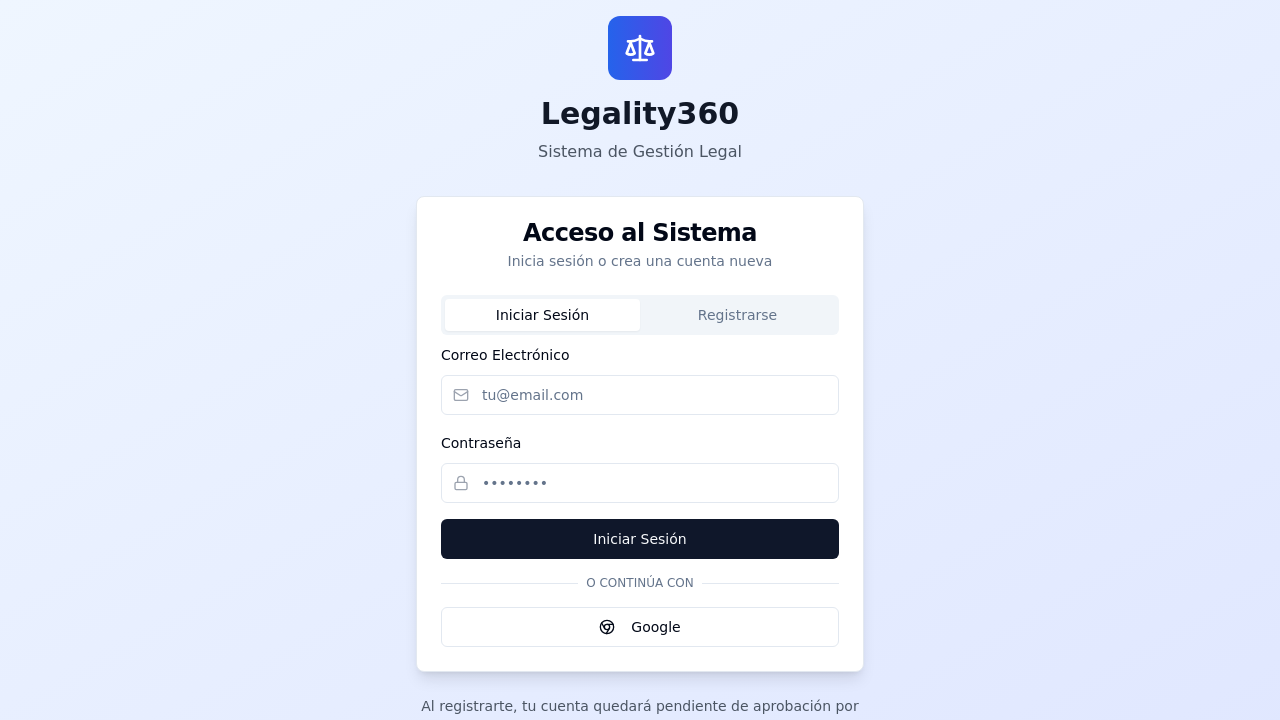 Legality360
Sistema de Gestión Legal
Acceso al Sistema
Inicia sesión o crea una cuenta nueva
Iniciar Sesión
Registrarse
Correo Electrónico
tu@email.com
Contraseña
••••••••
Iniciar Sesión
O CONTINÚA CON
Google
Al registrarte, tu cuenta quedará pendiente de aprobación por